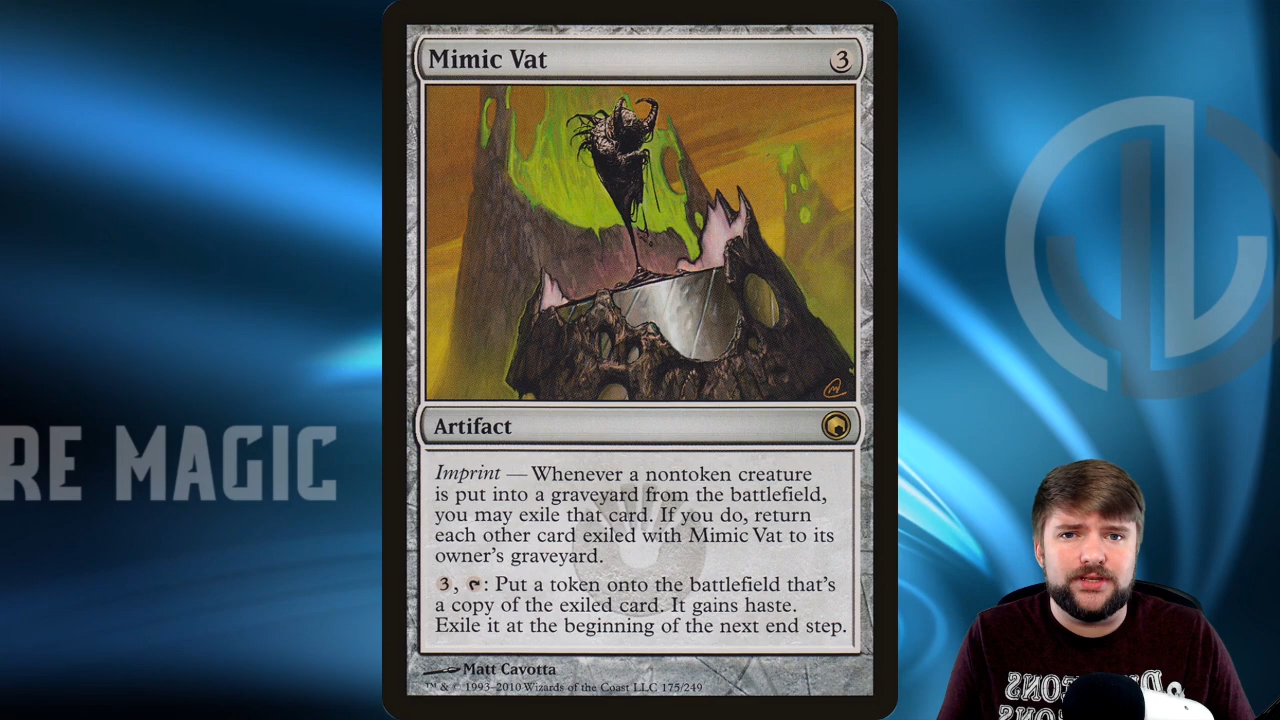 Mimic Vat 3
RE MAGIC
Artifact
Imprint — Whenever a nontoken creature
is put into a graveyard from the battlefield,
you may exile that card. If you do, return
each other card exiled with Mimic Vat to its
owner's graveyard.
3, : Put a token onto the battlefield that's
a copy of the exiled card. It gains haste.
Exile it at the beginning of the next end step.
Matt Cavotta
™ & © 1993–2010 Wizards of the Coast LLC 175/249
DUNGEONS